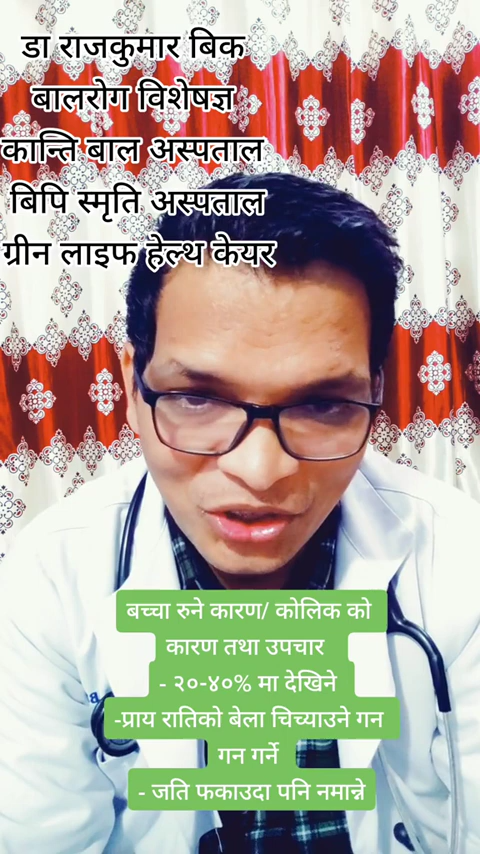 डा राजकुमार बिक
बालरोग विशेषज्ञ
कान्ति बाल अस्पताल
बिपि स्मृति अस्पताल
ग्रीन लाइफ हेल्थ केयर
बच्चा रुने कारण/ कोलिक को
कारण तथा उपचार
- २०-४०% मा देखिने
-प्राय रातिको बेला चिच्याउने गन
गन गर्ने
- जति फकाउदा पनि नमान्ने